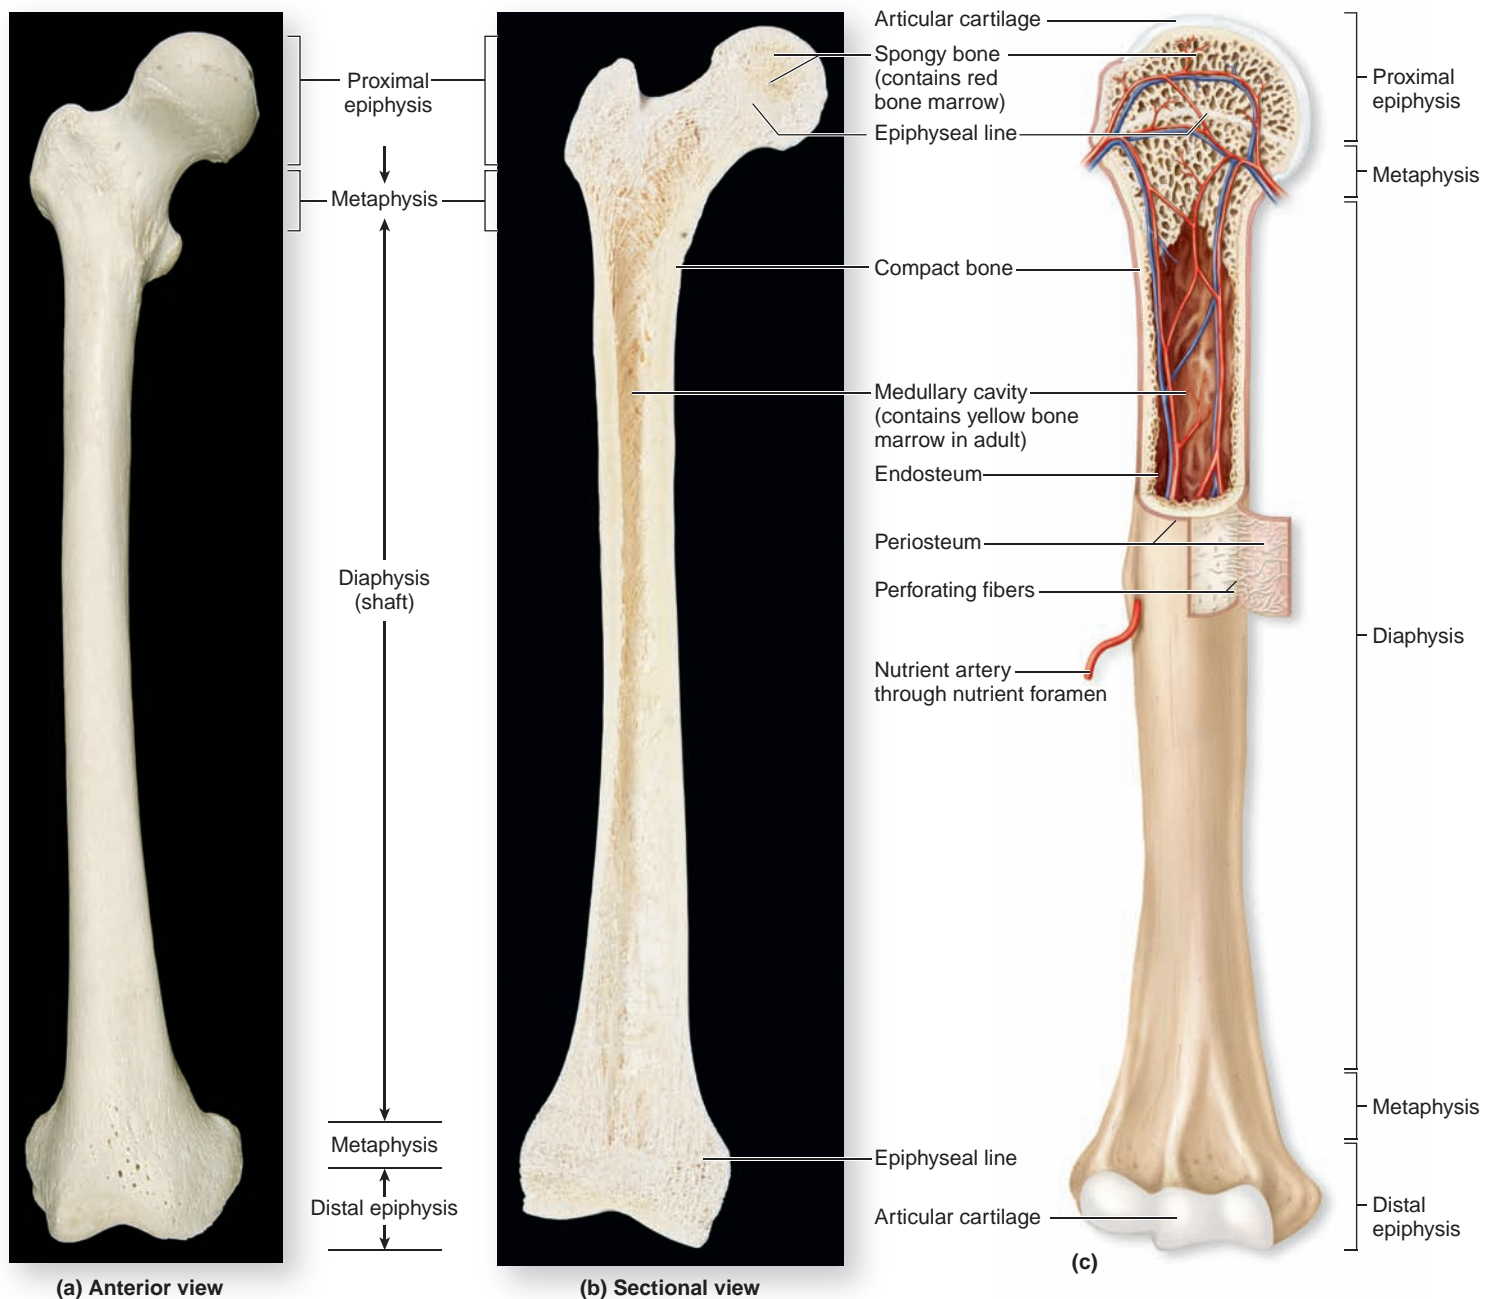 Proximal
epiphysis
Metaphysis
Diaphysis
(shaft)
Metaphysis
Distal epiphysis
(a) Anterior view
(b) Sectional view
Articular cartilage
Spongy bone
(contains red
bone marrow)
Epiphyseal line
Compact bone
Medullary cavity
(contains yellow bone
marrow in adult)
Endosteum
Periosteum
Perforating fibers
Nutrient artery
through nutrient foramen
Epiphyseal line
Articular cartilage
(c)
Proximal
epiphysis
Metaphysis
Diaphysis
Metaphysis
Distal
epiphysis